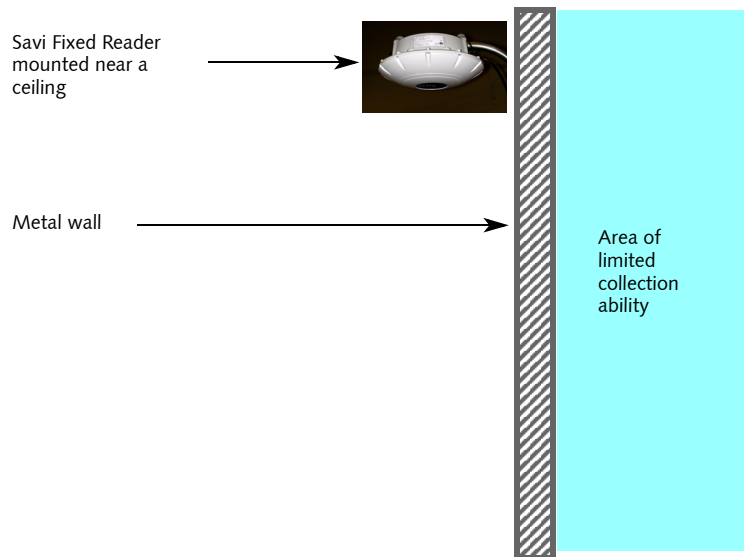 Savi Fixed Reader
mounted near a
ceiling
Metal wall
Area of
limited
collection
ability